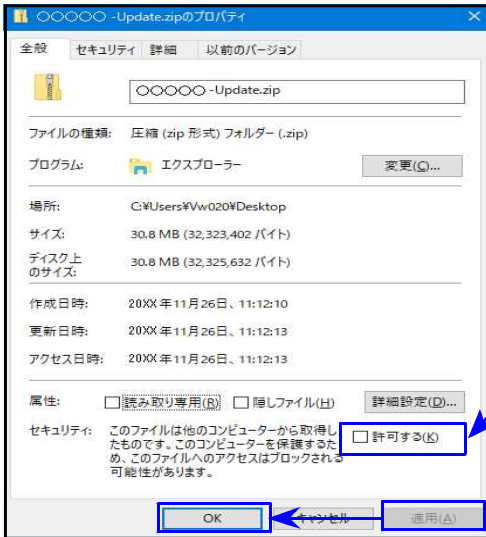 ○○○○○ -Update.zipのプロパティ
全般 セキュリティ 詳細 以前のバージョン
○○○○○ -Update.zip
ファイルの種類: 圧縮 (zip 形式) フォルダー (.zip)
プログラム: エクスプローラー 変更(C)...
場所: C:¥Users¥Vw020¥Desktop
サイズ: 30.8 MB (32,323,402 バイト)
ディスク上
のサイズ: 30.8 MB (32,325,632 バイト)
作成日時: 20XX 年11月26日、11:12:10
更新日時: 20XX 年11月26日、11:12:13
アクセス日時: 20XX 年11月26日、11:12:13
属性: 読み取り専用(R) 隠しファイル(H) 詳細設定(D)...
セキュリティ: このファイルは他のコンピューターから取得し
たものです。このコンピューターを保護するた
め、このファイルへのアクセスはブロックされる
可能性があります。
許可する(K)
OK キャンセル 適用(A)